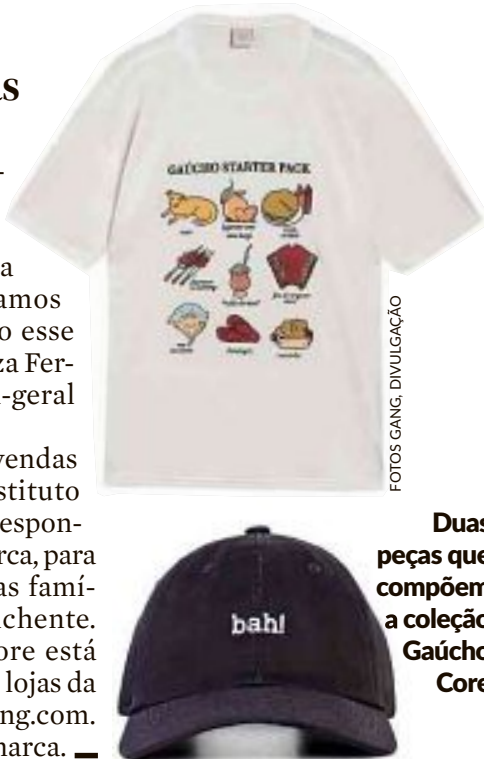 as
-
a
amos
o esse
za Fer-
-geral
vendas
stituto
espon-
rca, para
as famí-
chente.
ore está
lojas da
ng.com.
marca.
GAÚCHO STARTER PACK
FOTOS GANG, DIVULGAÇÃO
bah!
Duas
peças que
compõem
a coleção
Gaúcho
Core